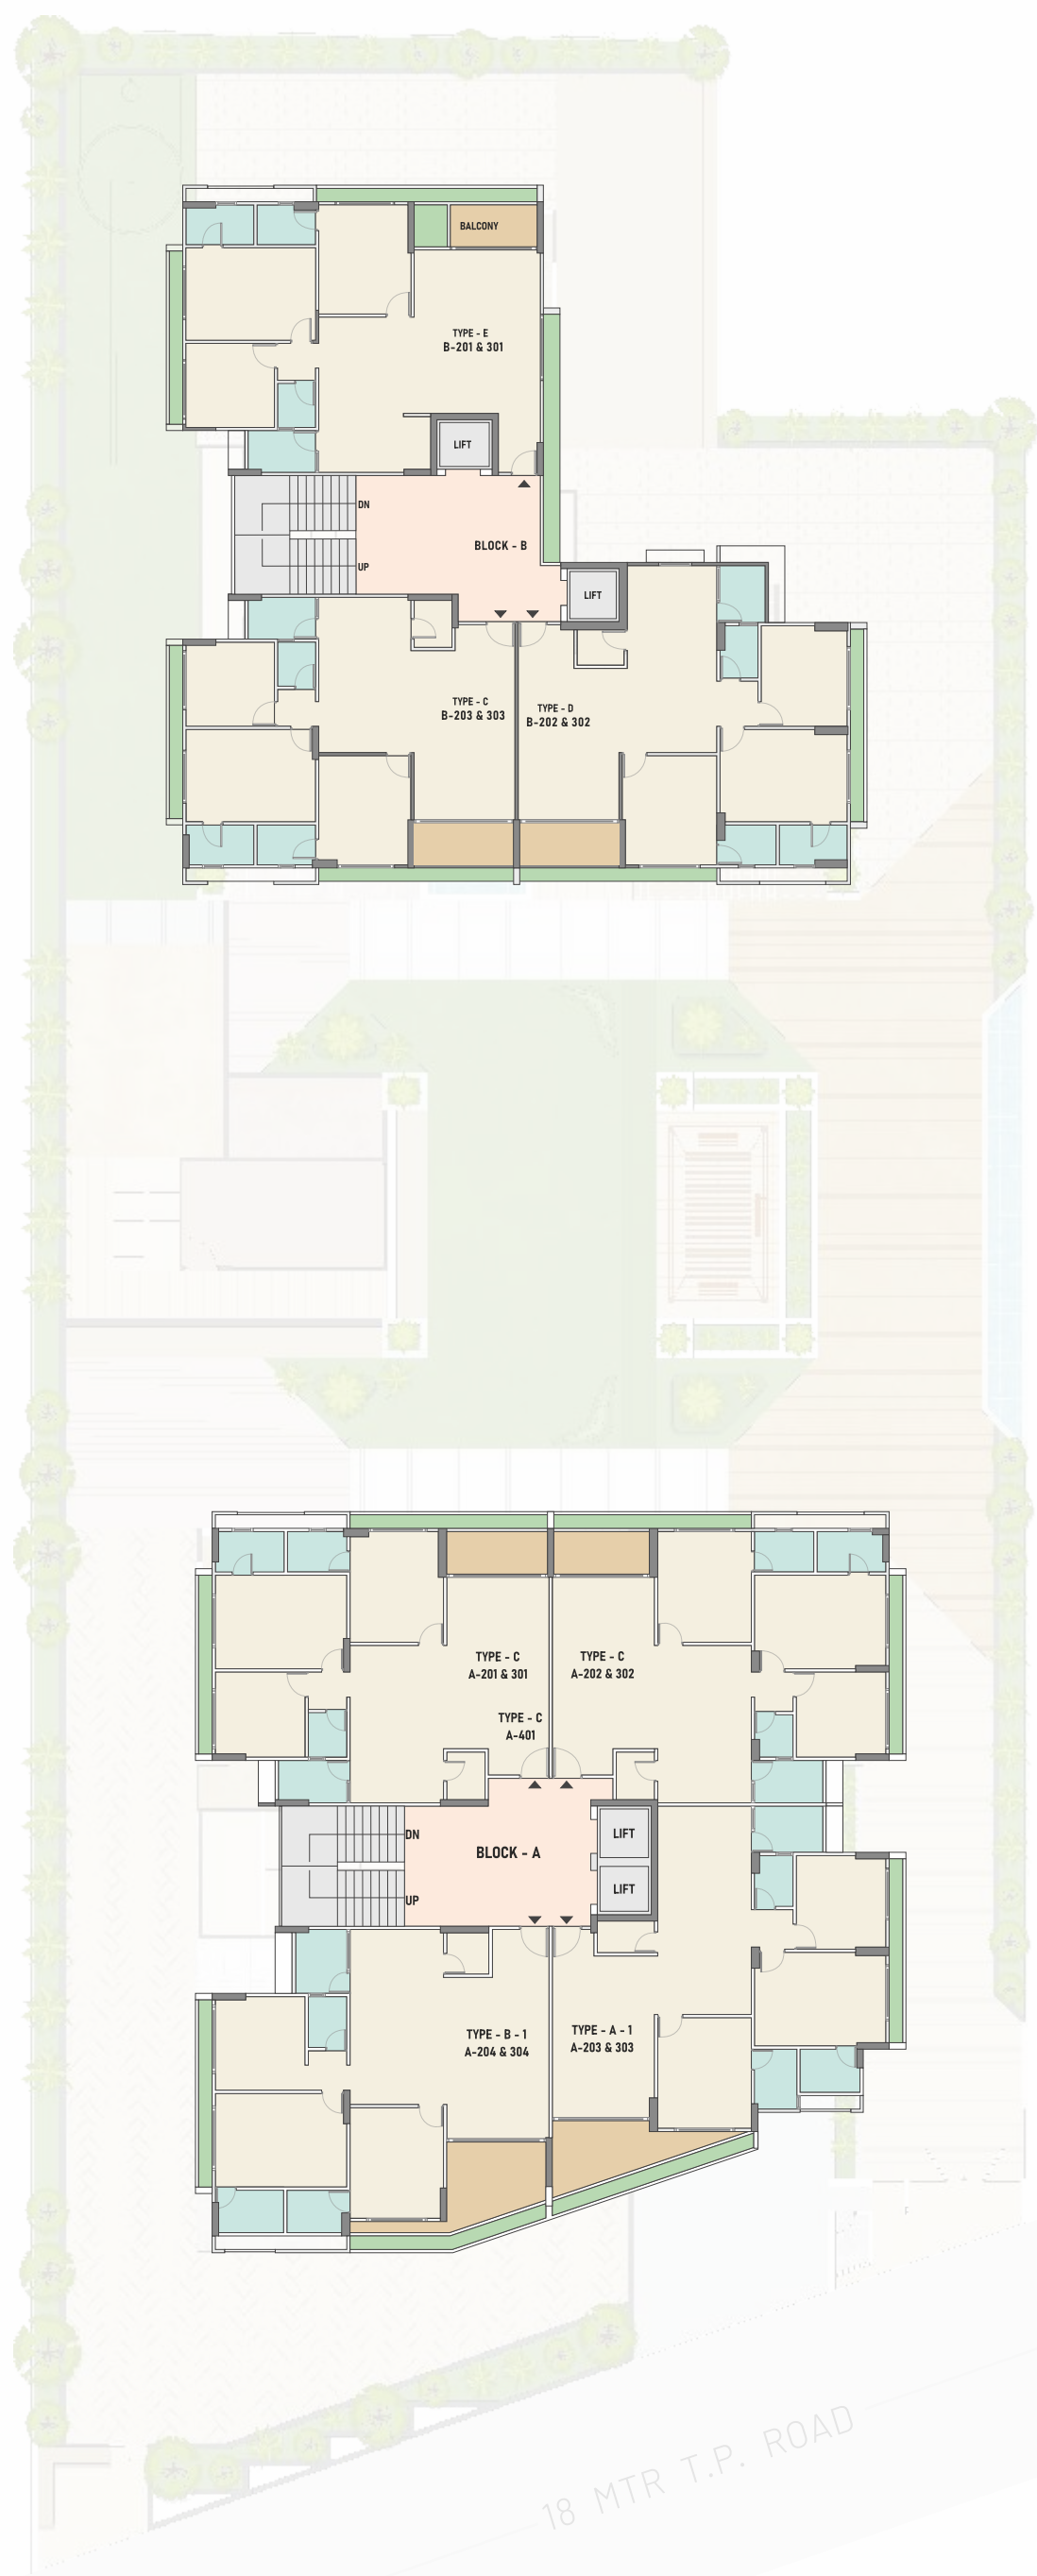 BALCONY
TYPE - E
B-201 & 301
LIFT
DN
BLOCK - B
UP
LIFT
TYPE - C
B-203 & 303
TYPE - D
B-202 & 302
TYPE - C
A-201 & 301
TYPE - C
A-202 & 302
TYPE - C
A-401
DN
LIFT
BLOCK - A
LIFT
UP
TYPE - B - 1
A-204 & 304
TYPE - A - 1
A-203 & 303
18 MTR T.P. ROAD